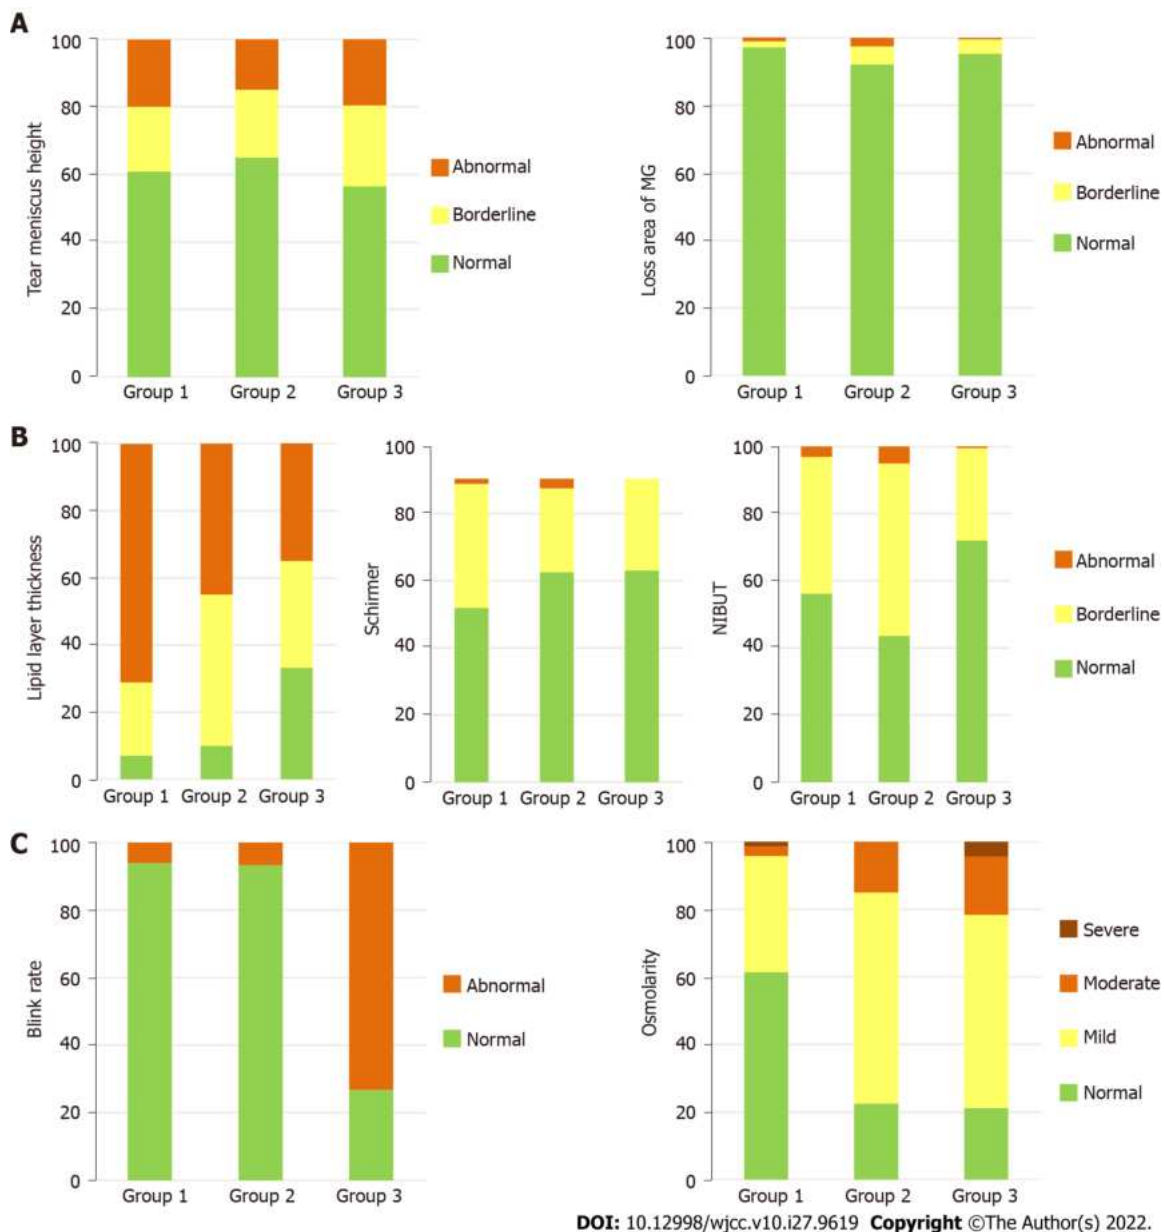 A
Tear meniscus height
100
80
60
40
20
0
Group 1 Group 2 Group 3
Abnormal
Borderline
Normal
Loss area of MG
100
80
60
40
20
0
Group 1 Group 2 Group 3
Abnormal
Borderline
Normal
B
Lipid layer thickness
100
80
60
40
20
0
Group 1 Group 2 Group 3
Schirmer
100
80
60
40
20
0
Group 1 Group 2 Group 3
NIBUT
100
80
60
40
20
0
Group 1 Group 2 Group 3
Abnormal
Borderline
Normal
C
Blink rate
100
80
60
40
20
0
Group 1 Group 2 Group 3
Abnormal
Normal
Osmolarity
100
80
60
40
20
0
Group 1 Group 2 Group 3
Severe
Moderate
Mild
Normal
DOI: 10.12998/wjcc.v10.i27.9619 Copyright ©The Author(s) 2022.